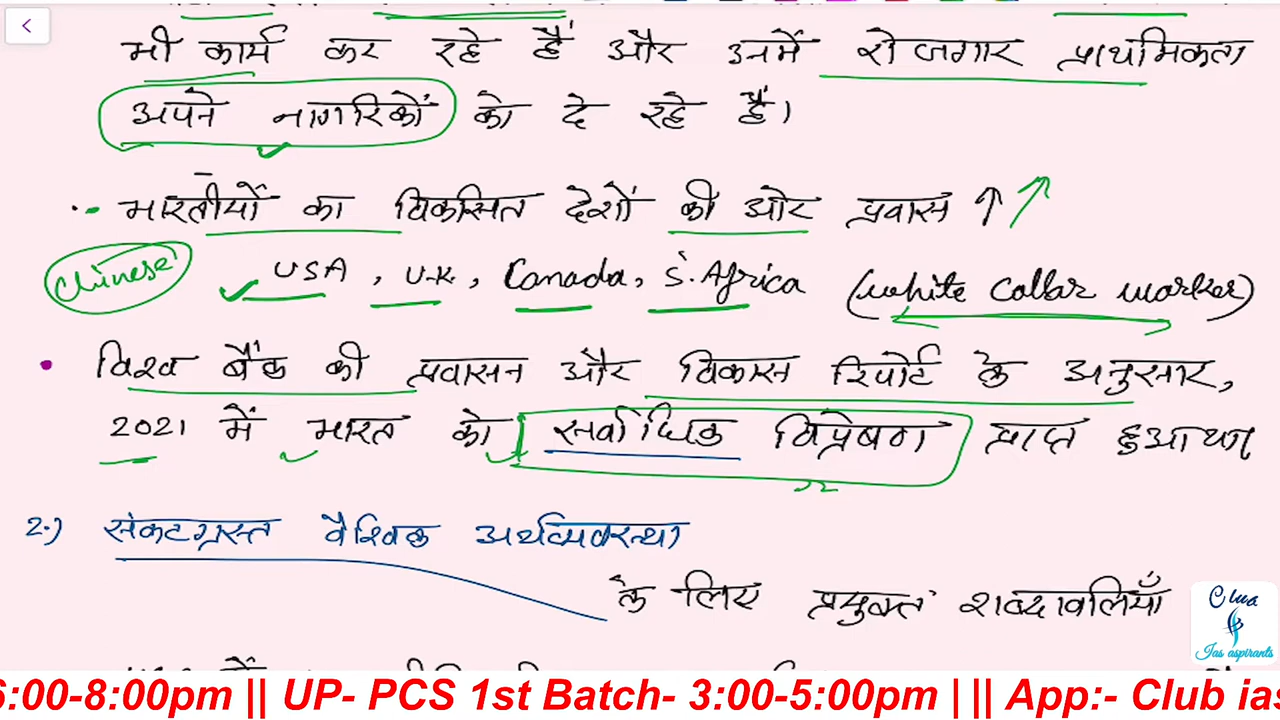 भी कार्य कर रहे हैं और उनमें रोजगार प्राथमिकता
अपने नागरिकों को दे रहे हैं।
भारतीयों का विकसित देशों की ओर प्रवास ↑↑
Chinese USA, U.K., Canada, S. Africa (white collar worker)
• विश्व बैंक की प्रवासन और विकास रिपोर्ट के अनुसार,
2021 में भारत को सर्वाधिक विप्रेषण प्राप्त हुआ था
2.) संकटग्रस्त वैश्विक अर्थव्यवस्था
के लिए प्रयुक्त शब्दावलियाँ
Club
Ias aspirants
6:00-8:00pm || UP- PCS 1st Batch- 3:00-5:00pm | || App:- Club ias